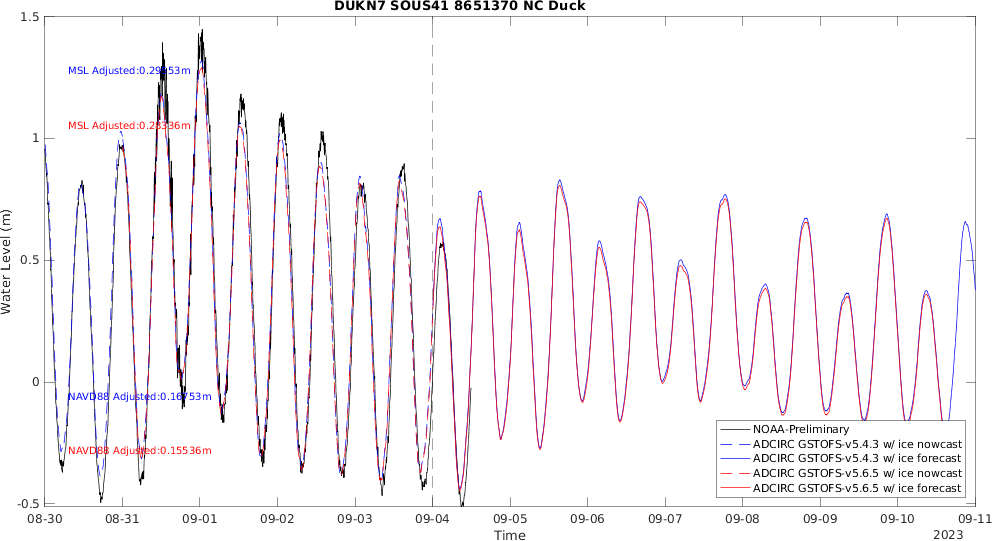 DUKN7 SOUS41 8651370 NC Duck
1.5
1
0.5
0
-0.5
Water Level (m)
MSL Adjusted:0.29753m
MSL Adjusted:0.28336m
NAVD88 Adjusted:0.16753m
NAVD88 Adjusted:0.15536m
NOAA-Preliminary
ADCIRC GSTOFS-v5.4.3 w/ ice nowcast
ADCIRC GSTOFS-v5.4.3 w/ ice forecast
ADCIRC GSTOFS-v5.6.5 w/ ice nowcast
ADCIRC GSTOFS-v5.6.5 w/ ice forecast
08-30 08-31 09-01 09-02 09-03 09-04 09-05 09-06 09-07 09-08 09-09 09-10 09-11
Time
2023